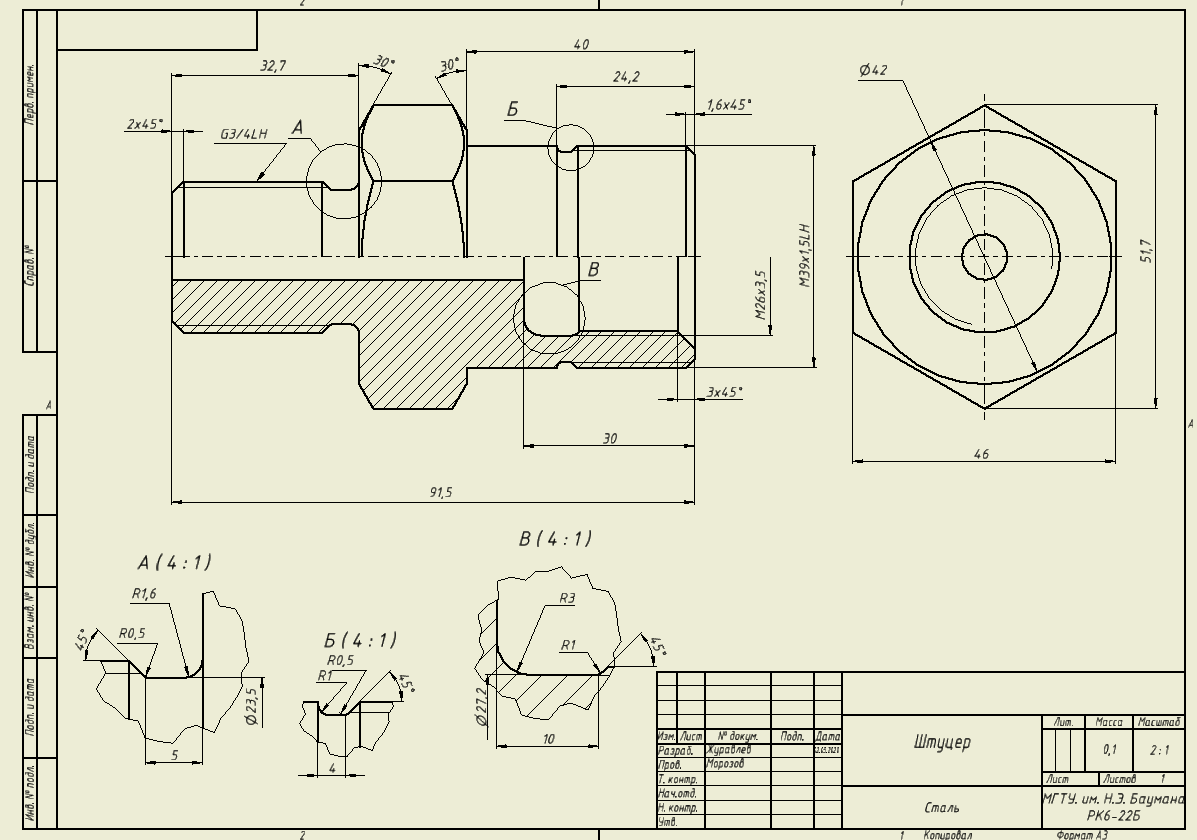 2
1
Перв. примен.
Справ. №
А
Подп. и дата
Инв. № дубл.
Взам. инв. №
Подп. и дата
Инв. № подл.
40
32,7
30°
30°
24,2
Б
1,6x45°
2x45°
G3/4LH
А
В
M26x3,5
M39x1,5LH
3x45°
30
91,5
Ø42
51,7
46
А
А ( 4 : 1 )
R1,6
R0,5
45°
Ø23,5
5
Б ( 4 : 1 )
R0,5
R1
45°
4
В ( 4 : 1 )
R3
R1
45°
Ø27,2
10
Изм. Лист № докум. Подп. Дата
Разраб. Журавлев
Пров. Морозов
Т. контр.
Нач.отд.
Н. контр.
Утв.
Штуцер
Сталь
Лит. Масса Масштаб
0,1 2:1
Лист Листов 1
МГТУ. им. Н.Э. Баумана
РК6-22Б
2
1 Копировал Формат А3